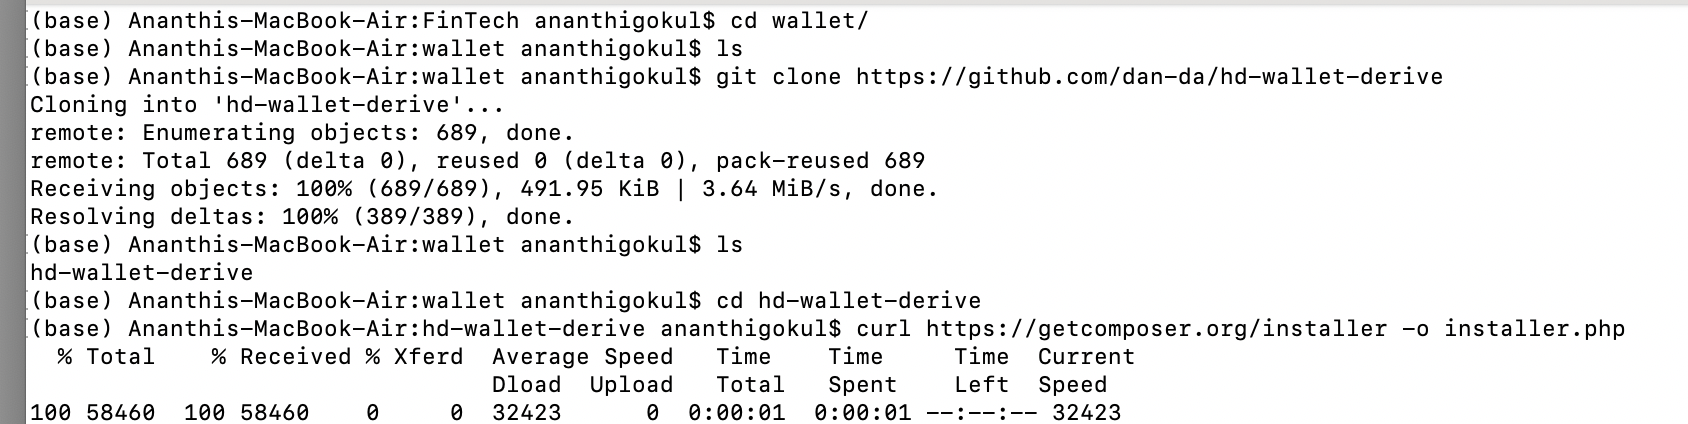 (base) Ananthis-MacBook-Air:FinTech ananthigokul$ cd wallet/
(base) Ananthis-MacBook-Air:wallet ananthigokul$ ls
(base) Ananthis-MacBook-Air:wallet ananthigokul$ git clone https://github.com/dan-da/hd-wallet-derive
Cloning into 'hd-wallet-derive'...
remote: Enumerating objects: 689, done.
remote: Total 689 (delta 0), reused 0 (delta 0), pack-reused 689
Receiving objects: 100% (689/689), 491.95 KiB | 3.64 MiB/s, done.
Resolving deltas: 100% (389/389), done.
(base) Ananthis-MacBook-Air:wallet ananthigokul$ ls
hd-wallet-derive
(base) Ananthis-MacBook-Air:wallet ananthigokul$ cd hd-wallet-derive
(base) Ananthis-MacBook-Air:hd-wallet-derive ananthigokul$ curl https://getcomposer.org/installer -o installer.php
  % Total    % Received % Xferd  Average Speed   Time    Time     Time  Current
                                 Dload  Upload   Total   Spent    Left  Speed
100 58460  100 58460    0     0  32423      0  0:00:01  0:00:01 --:--:-- 32423